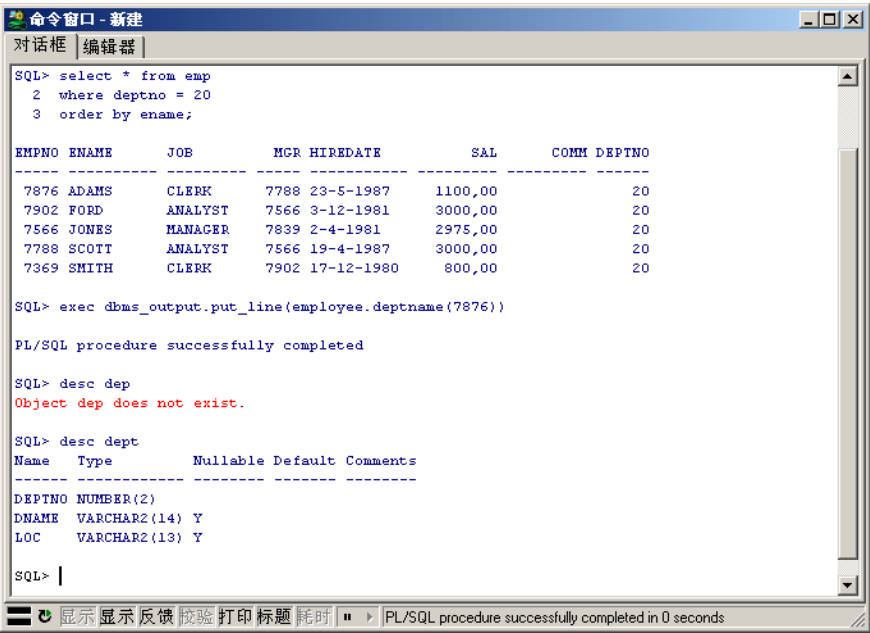 命令窗口 - 新建
对话框 编辑器
SQL> select * from emp
  2  where deptno = 20
  3  order by ename;
EMPNO ENAME      JOB         MGR HIREDATE          SAL      COMM DEPTNO
----- ---------- --------- ----- ----------- --------- --------- ------
 7876 ADAMS      CLERK      7788 23-5-1987     1100,00               20
 7902 FORD       ANALYST    7566 3-12-1981     3000,00               20
 7566 JONES      MANAGER    7839 2-4-1981      2975,00               20
 7788 SCOTT      ANALYST    7566 19-4-1987     3000,00               20
 7369 SMITH      CLERK      7902 17-12-1980     800,00               20
SQL> exec dbms_output.put_line(employee.deptname(7876))
PL/SQL procedure successfully completed
SQL> desc dep
Object dep does not exist.
SQL> desc dept
Name   Type         Nullable Default Comments
------ ------------ -------- ------- --------
DEPTNO NUMBER(2)
DNAME  VARCHAR2(14) Y
LOC    VARCHAR2(13) Y
SQL>
显示 显示 反馈 校验 打印 标题 耗时 PL/SQL procedure successfully completed in 0 seconds